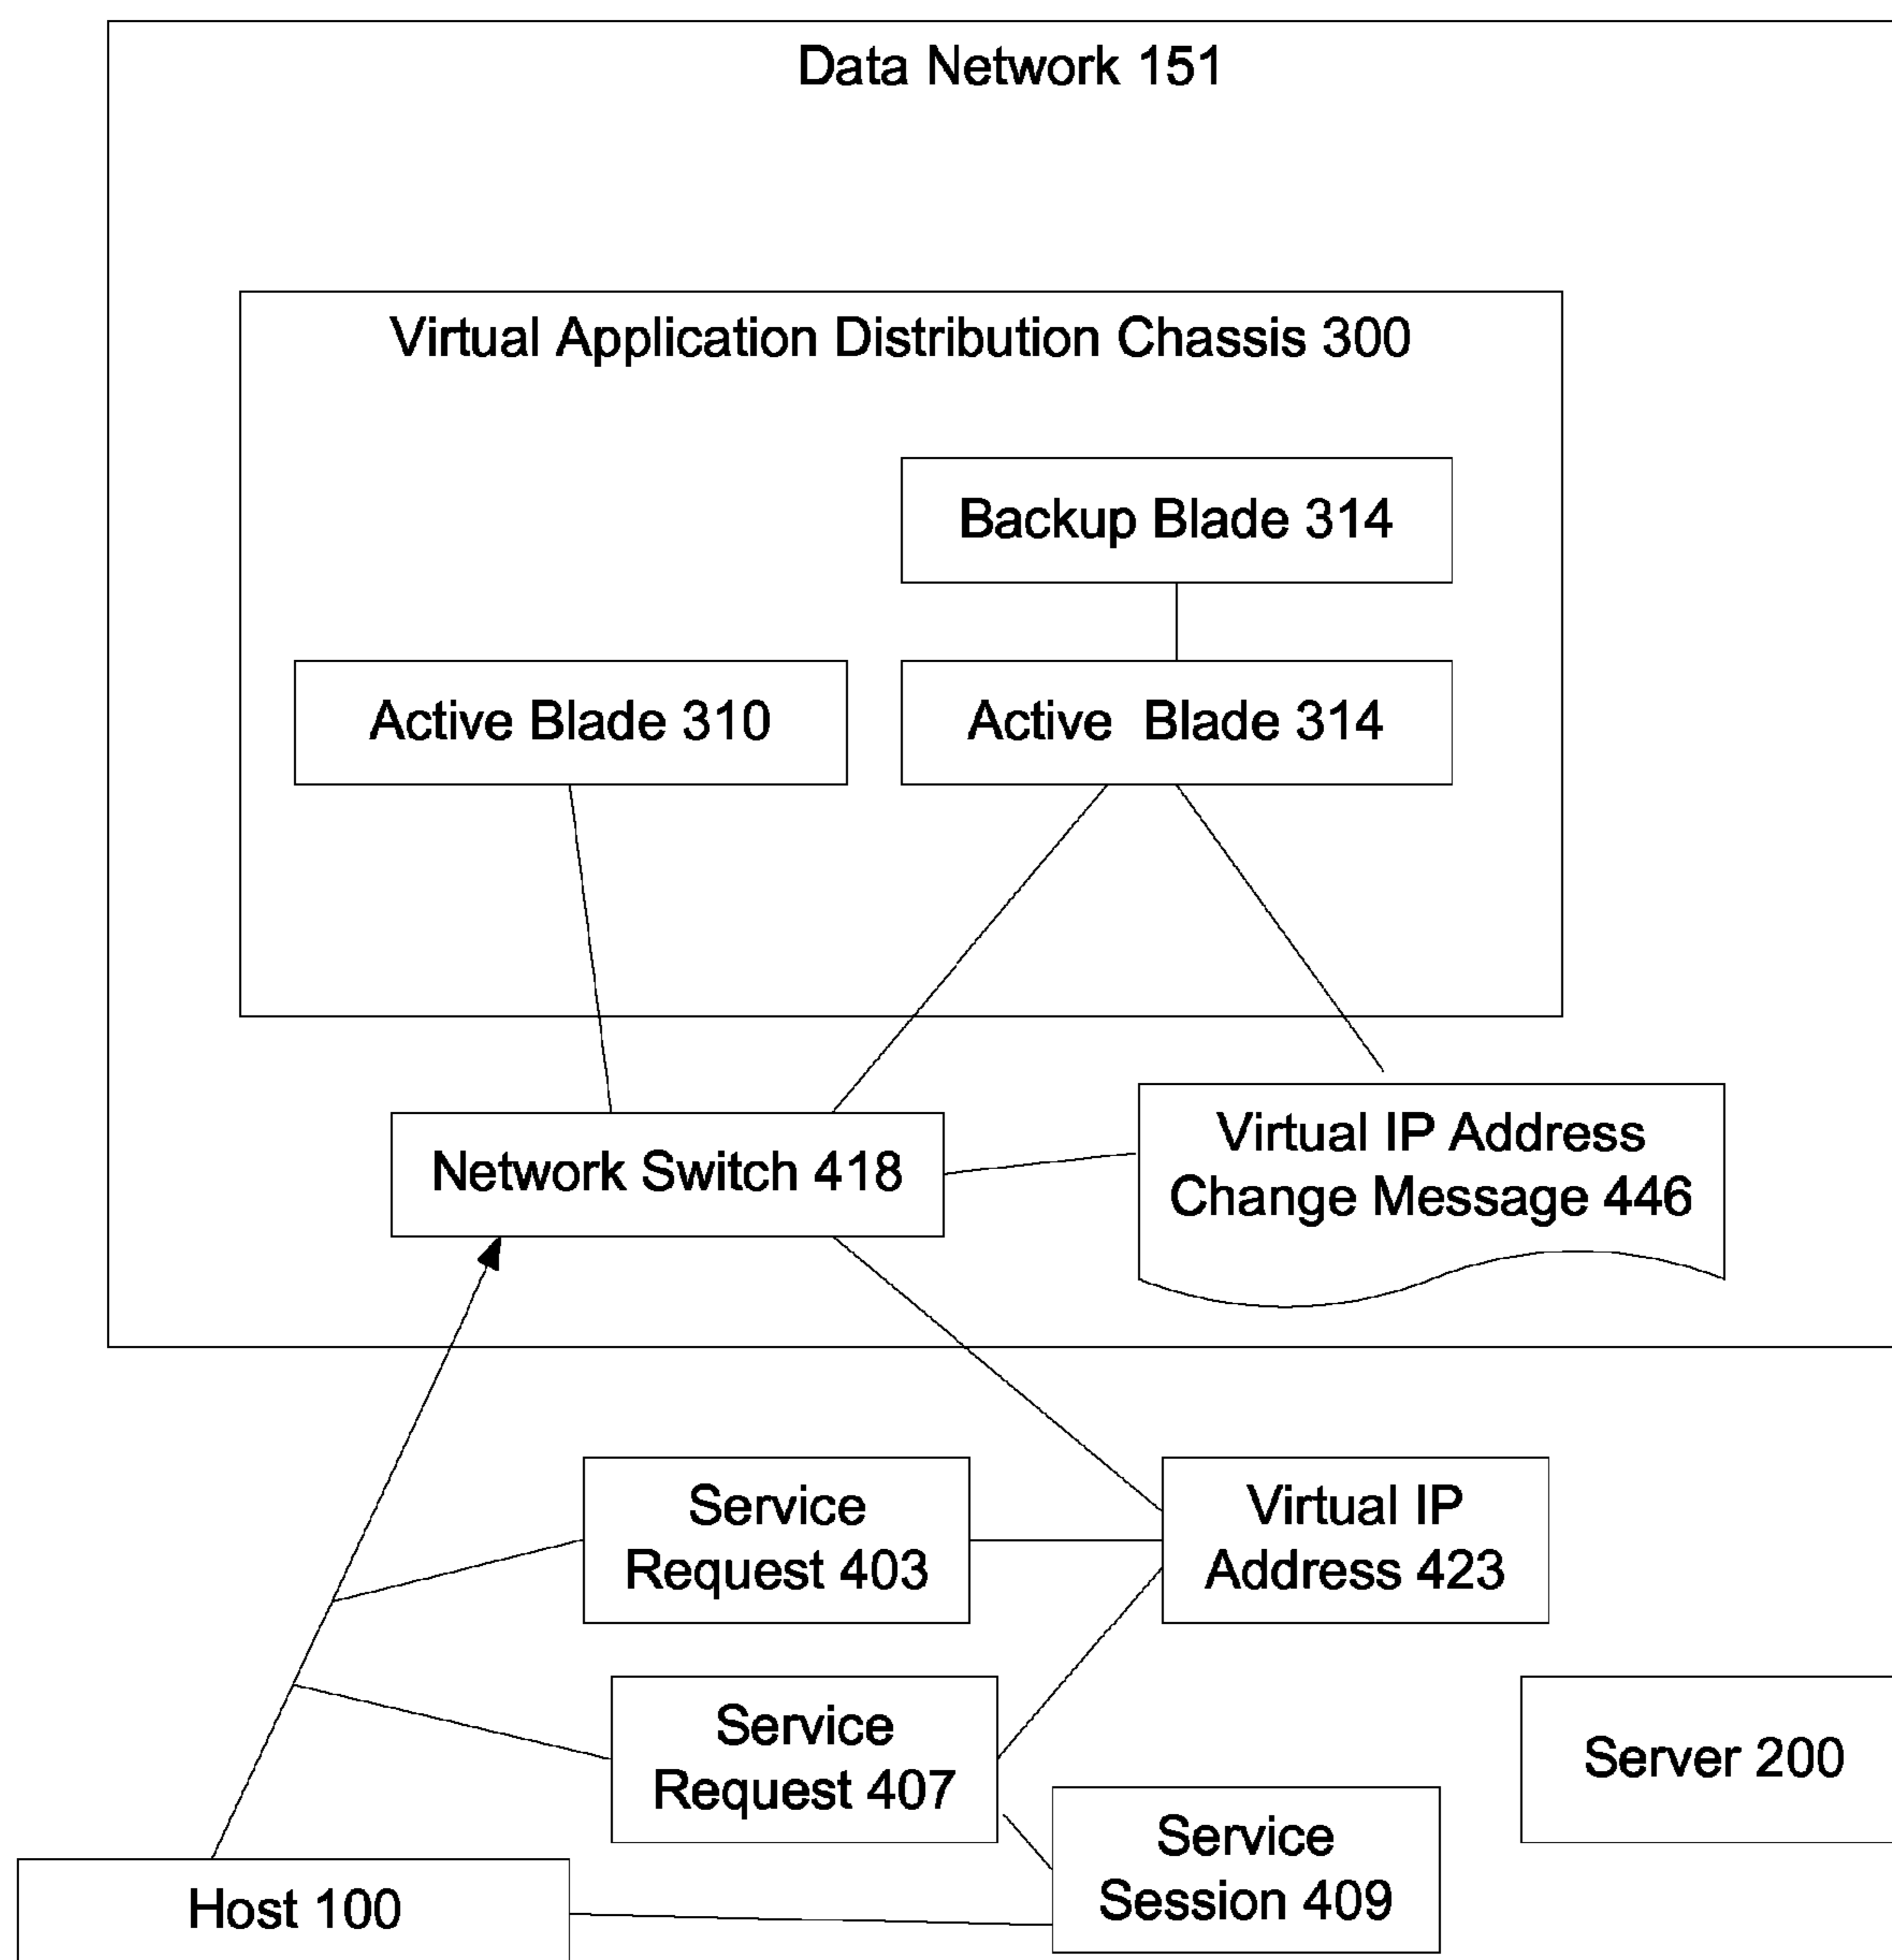 Data Network 151
Virtual Application Distribution Chassis 300
Backup Blade 314
Active Blade 310
Active Blade 314
Network Switch 418
Virtual IP Address
Change Message 446
Service
Request 403
Virtual IP
Address 423
Service
Request 407
Server 200
Service
Session 409
Host 100